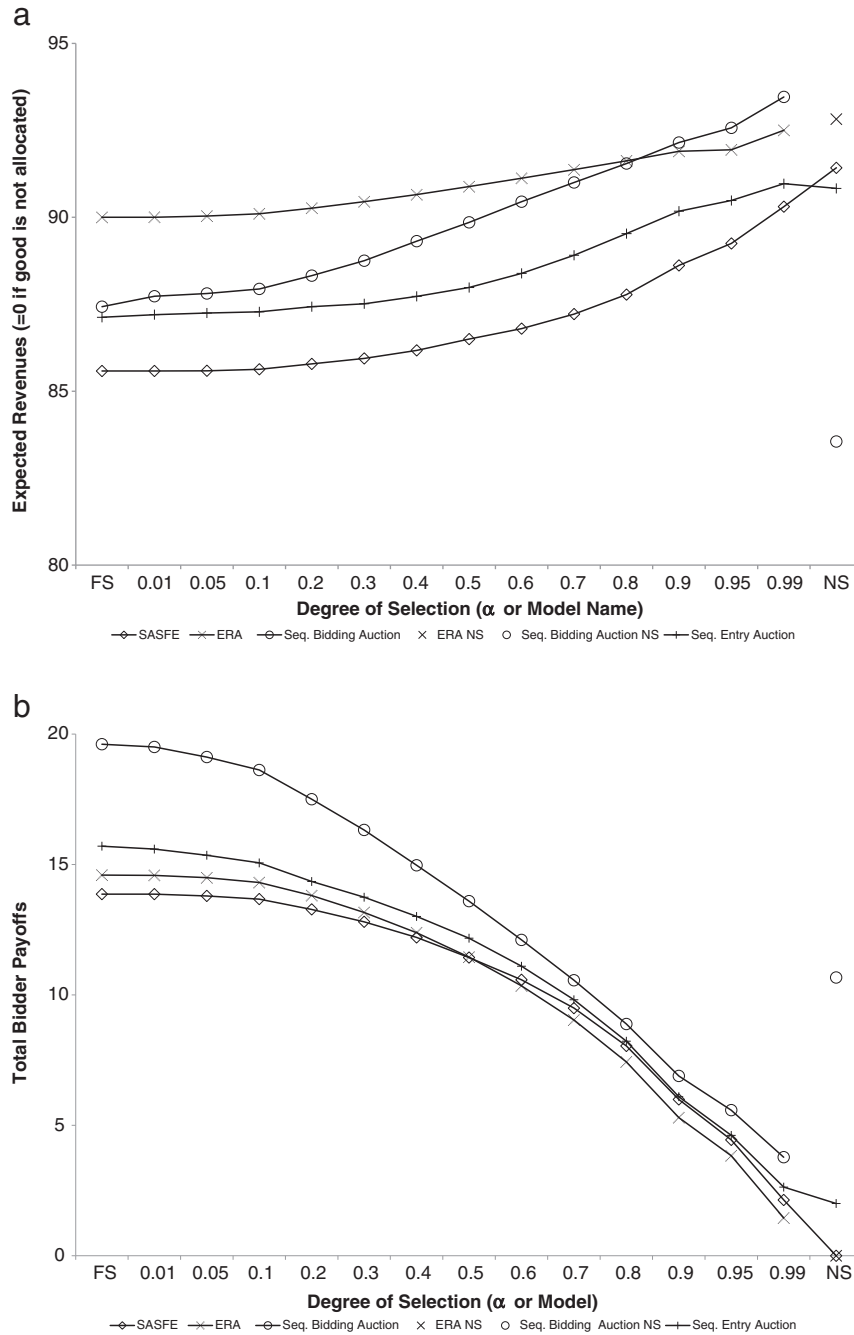 a
Expected Revenues (=0 if good is not allocated)
95
90
85
80
FS 0.01 0.05 0.1 0.2 0.3 0.4 0.5 0.6 0.7 0.8 0.9 0.95 0.99 NS
Degree of Selection (α or Model Name)
SASFE ERA Seq. Bidding Auction ERA NS Seq. Bidding Auction NS Seq. Entry Auction
b
Total Bidder Payoffs
20
15
10
5
0
FS 0.01 0.05 0.1 0.2 0.3 0.4 0.5 0.6 0.7 0.8 0.9 0.95 0.99 NS
Degree of Selection (α or Model)
SASFE ERA Seq. Bidding Auction ERA NS Seq. Bidding Auction NS Seq. Entry Auction